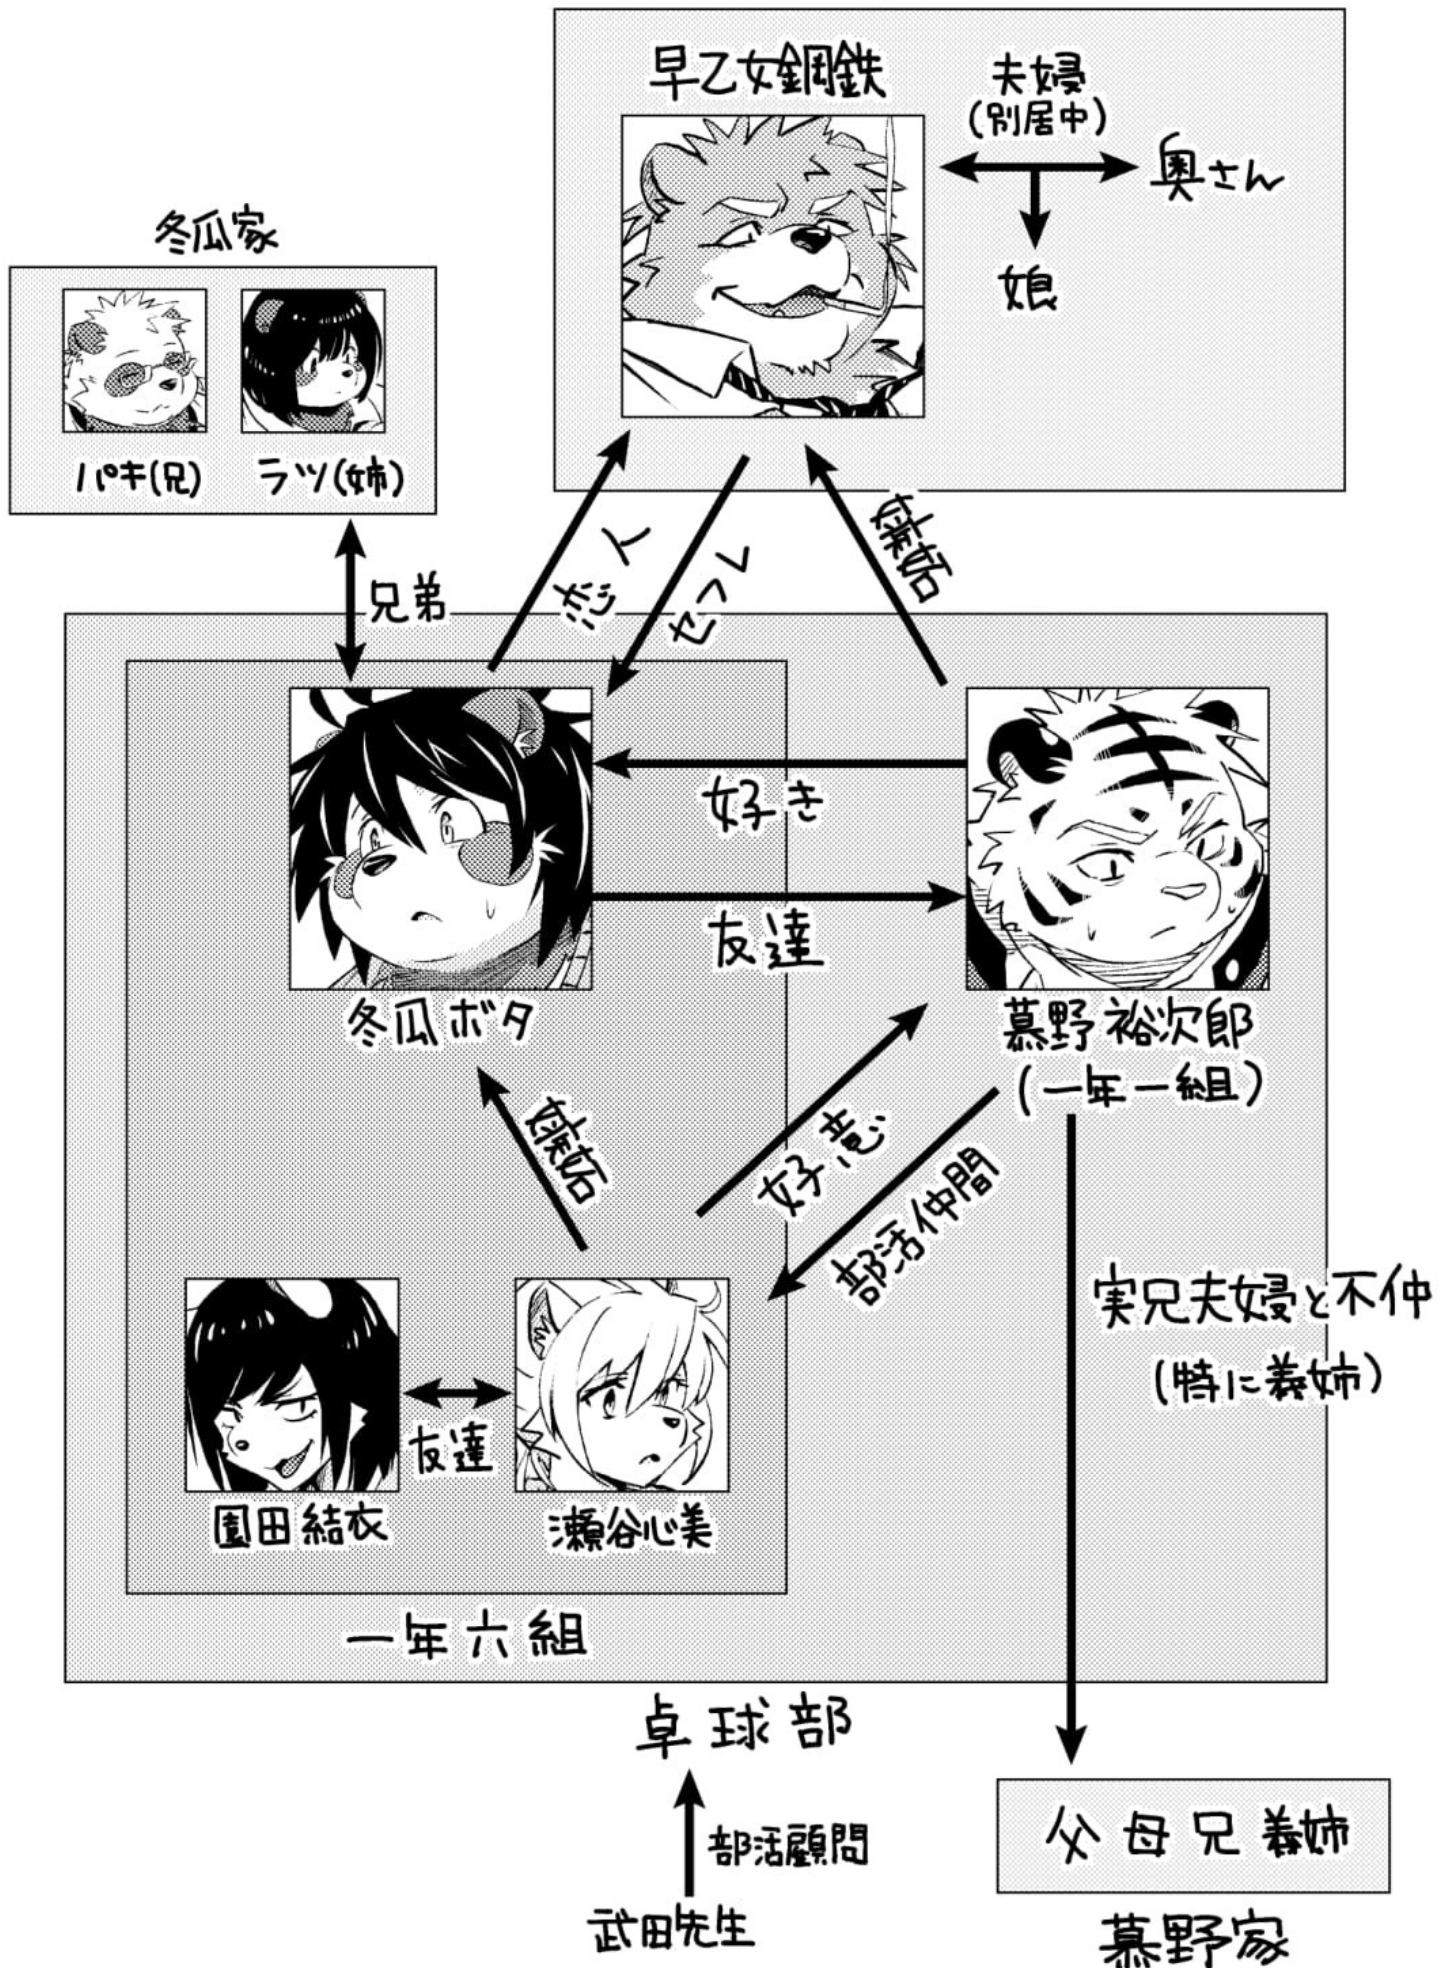 早乙女鋼鉄
夫婦
(別居中)
奥さん
娘
冬瓜家
パキ(兄)
ラツ(姉)
兄弟
恋人
セフレ
嫉妬
好き
友達
冬瓜ボタ
慕野裕次郎
(一年一組)
嫉妬
好意
部活仲間
実兄夫婦と不仲
(特に義姉)
友達
園田結衣
瀬谷心美
一年六組
卓球部
部活顧問
武田先生
父母兄義姉
慕野家